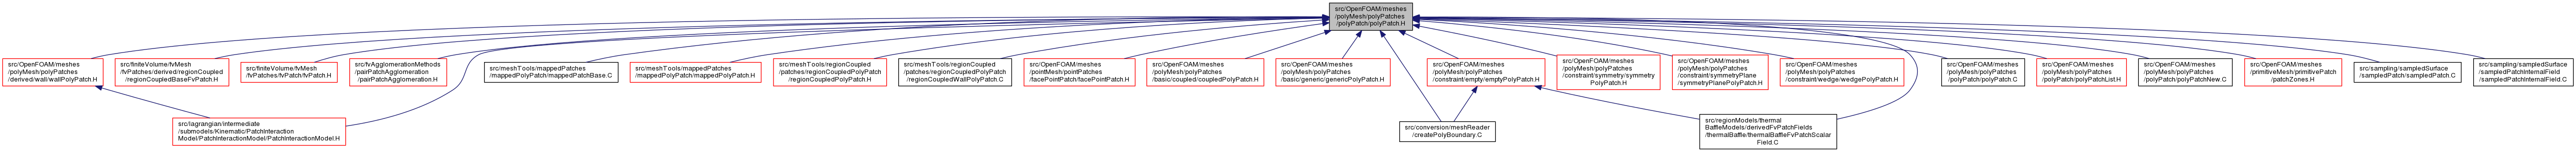 src/OpenFOAM/meshes
/polyMesh/polyPatches
/polyPatch/polyPatch.H
src/OpenFOAM/meshes
/polyMesh/polyPatches
/derived/wall/wallPolyPatch.H
src/finiteVolume/fvMesh
/fvPatches/derived/regionCoupled
/regionCoupledBaseFvPatch.H
src/finiteVolume/fvMesh
/fvPatches/fvPatch/fvPatch.H
src/fvAgglomerationMethods
/pairPatchAgglomeration
/pairPatchAgglomeration.H
src/meshTools/mappedPatches
/mappedPolyPatch/mappedPatchBase.C
src/meshTools/mappedPatches
/mappedPolyPatch/mappedPolyPatch.H
src/meshTools/regionCoupled
/patches/regionCoupledPolyPatch
/regionCoupledPolyPatch.H
src/meshTools/regionCoupled
/patches/regionCoupledPolyPatch
/regionCoupledWallPolyPatch.C
src/OpenFOAM/meshes
/pointMesh/pointPatches
/facePointPatch/facePointPatch.H
src/OpenFOAM/meshes
/polyMesh/polyPatches
/basic/coupled/coupledPolyPatch.H
src/OpenFOAM/meshes
/polyMesh/polyPatches
/basic/generic/genericPolyPatch.H
src/OpenFOAM/meshes
/polyMesh/polyPatches
/constraint/empty/emptyPolyPatch.H
src/OpenFOAM/meshes
/polyMesh/polyPatches
/constraint/symmetry/symmetry
PolyPatch.H
src/OpenFOAM/meshes
/polyMesh/polyPatches
/constraint/symmetryPlane
/symmetryPlanePolyPatch.H
src/OpenFOAM/meshes
/polyMesh/polyPatches
/constraint/wedge/wedgePolyPatch.H
src/OpenFOAM/meshes
/polyMesh/polyPatches
/polyPatch/polyPatch.C
src/OpenFOAM/meshes
/polyMesh/polyPatches
/polyPatch/polyPatchList.H
src/OpenFOAM/meshes
/polyMesh/polyPatches
/polyPatch/polyPatchNew.C
src/OpenFOAM/meshes
/primitiveMesh/primitivePatch
/patchZones.H
src/sampling/sampledSurface
/sampledPatch/sampledPatch.C
src/sampling/sampledSurface
/sampledPatchInternalField
/sampledPatchInternalField.C
src/lagrangian/intermediate
/submodels/Kinematic/PatchInteraction
Model/PatchInteractionModel/PatchInteractionModel.H
src/conversion/meshReader
/createPolyBoundary.C
src/regionModels/thermal
BaffleModels/derivedFvPatchFields
/thermalBaffle/thermalBaffleFvPatchScalar
Field.C